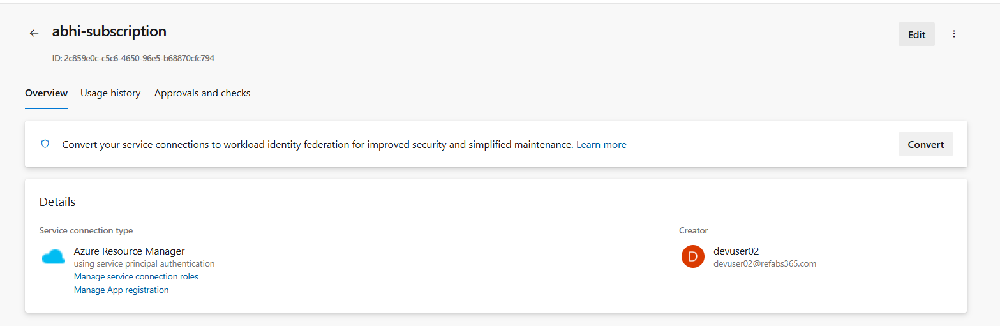 abhi-subscription
Edit
ID: 2c859e0c-c5c6-4650-96e5-b68870cfc794
Overview Usage history Approvals and checks
Convert your service connections to workload identity federation for improved security and simplified maintenance. Learn more
Convert
Details
Service connection type
Azure Resource Manager
using service principal authentication
Manage service connection roles
Manage App registration
Creator
D
devuser02
devuser02@refabs365.com